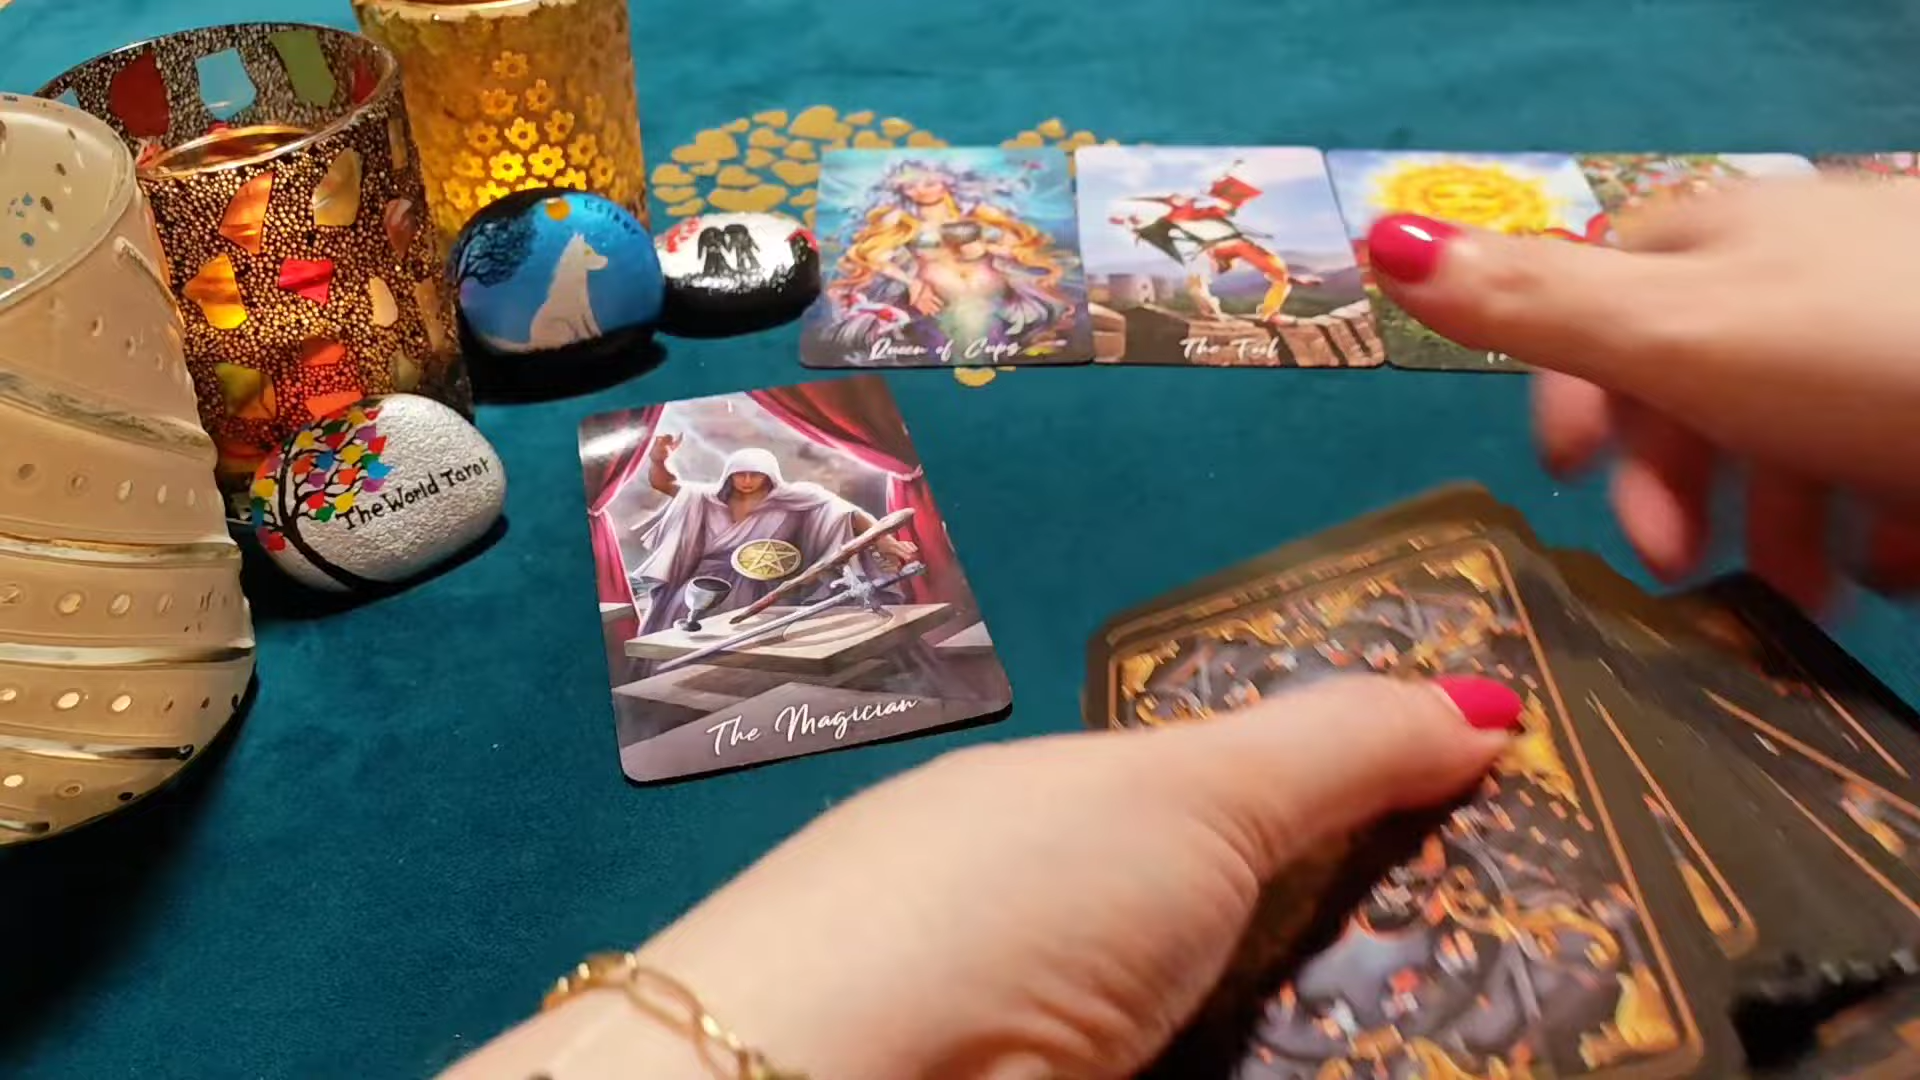 Queen of Cups
The Fool
The World Tarot
The Magician